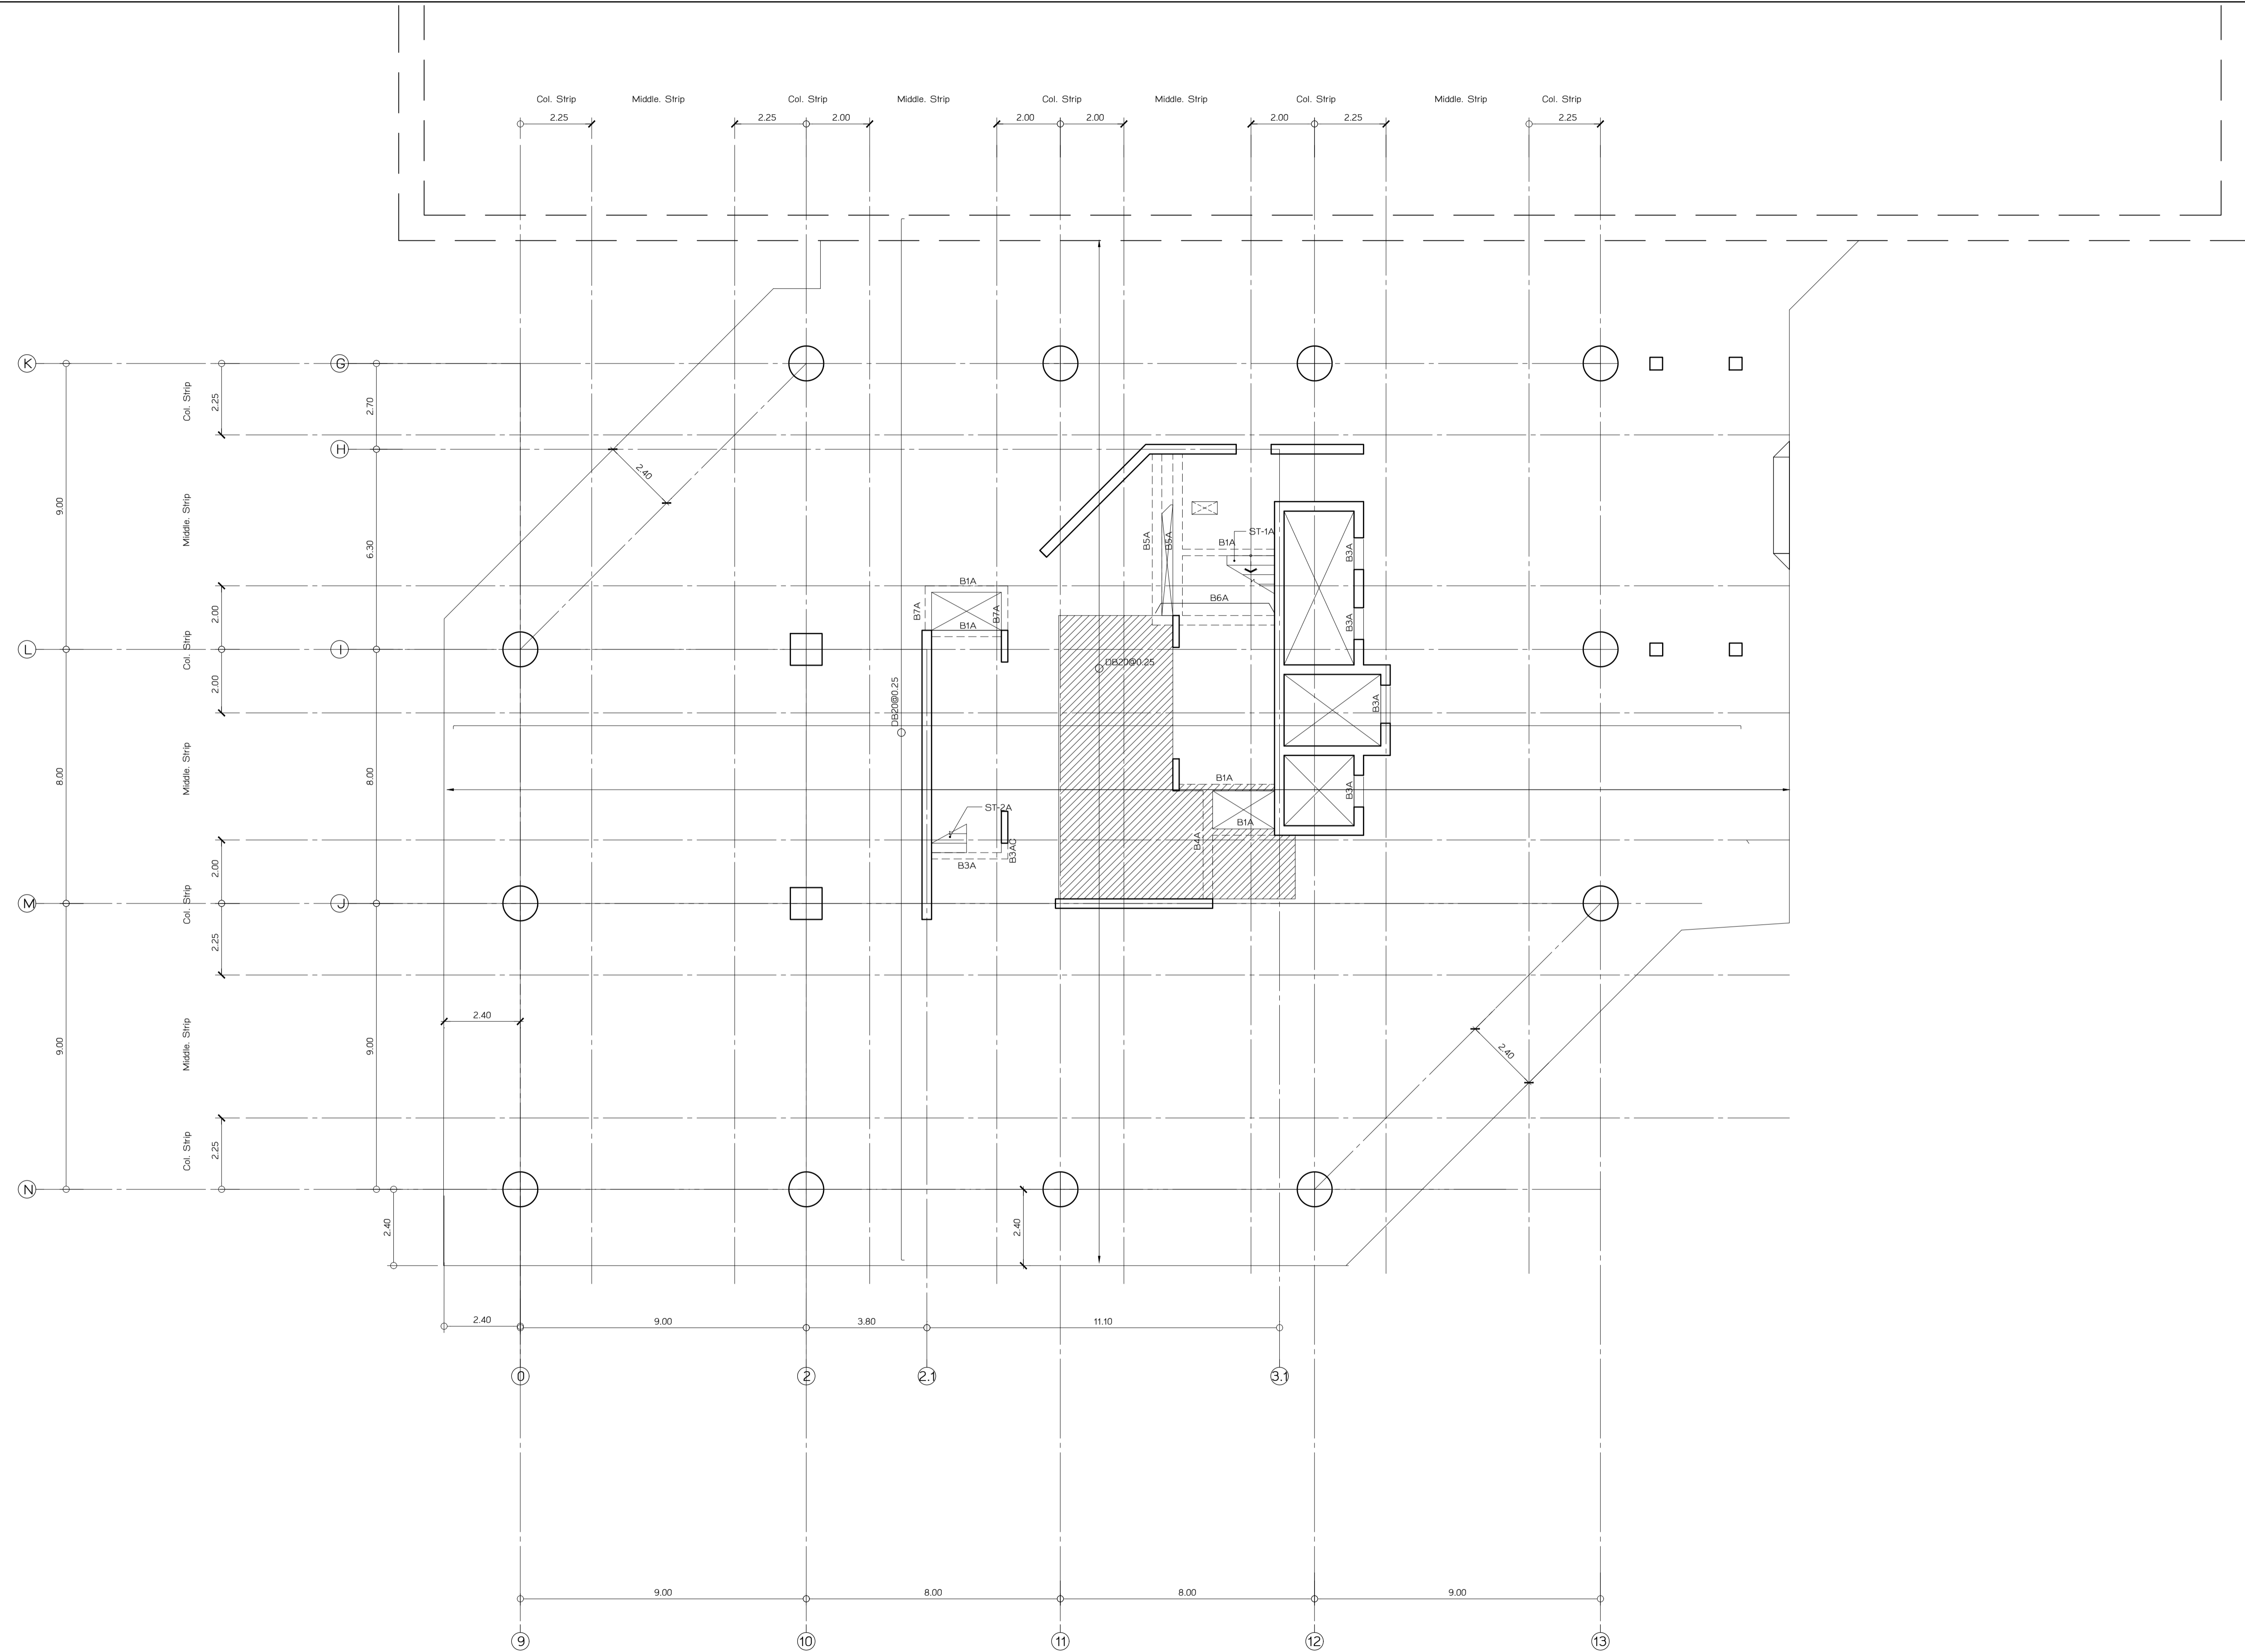 Col. Strip
Middle. Strip
Col. Strip
Middle. Strip
Col. Strip
Middle. Strip
Col. Strip
Middle. Strip
Col. Strip
2.25
2.25
2.00
2.00
2.00
2.00
2.25
2.25
K
G
H
L
I
M
J
N
9.00
8.00
9.00
Col. Strip
2.25
Middle. Strip
2.00
Col. Strip
2.00
Middle. Strip
2.00
Col. Strip
2.25
Middle. Strip
Col. Strip
2.25
2.70
6.30
8.00
9.00
2.40
2.40
B5A
B5A
ST-1A
B1A
B6A
B3A
B3A
B3A
B3A
B1A
B7A
B7A
B1A
DB20@0.25
DB20@0.25
B1A
B1A
B4A
ST-2A
B3A
B3AC
2.40
2.40
2.40
2.40
9.00
3.80
11.10
0
2
2.1
3.1
9.00
8.00
8.00
9.00
9
10
11
12
13